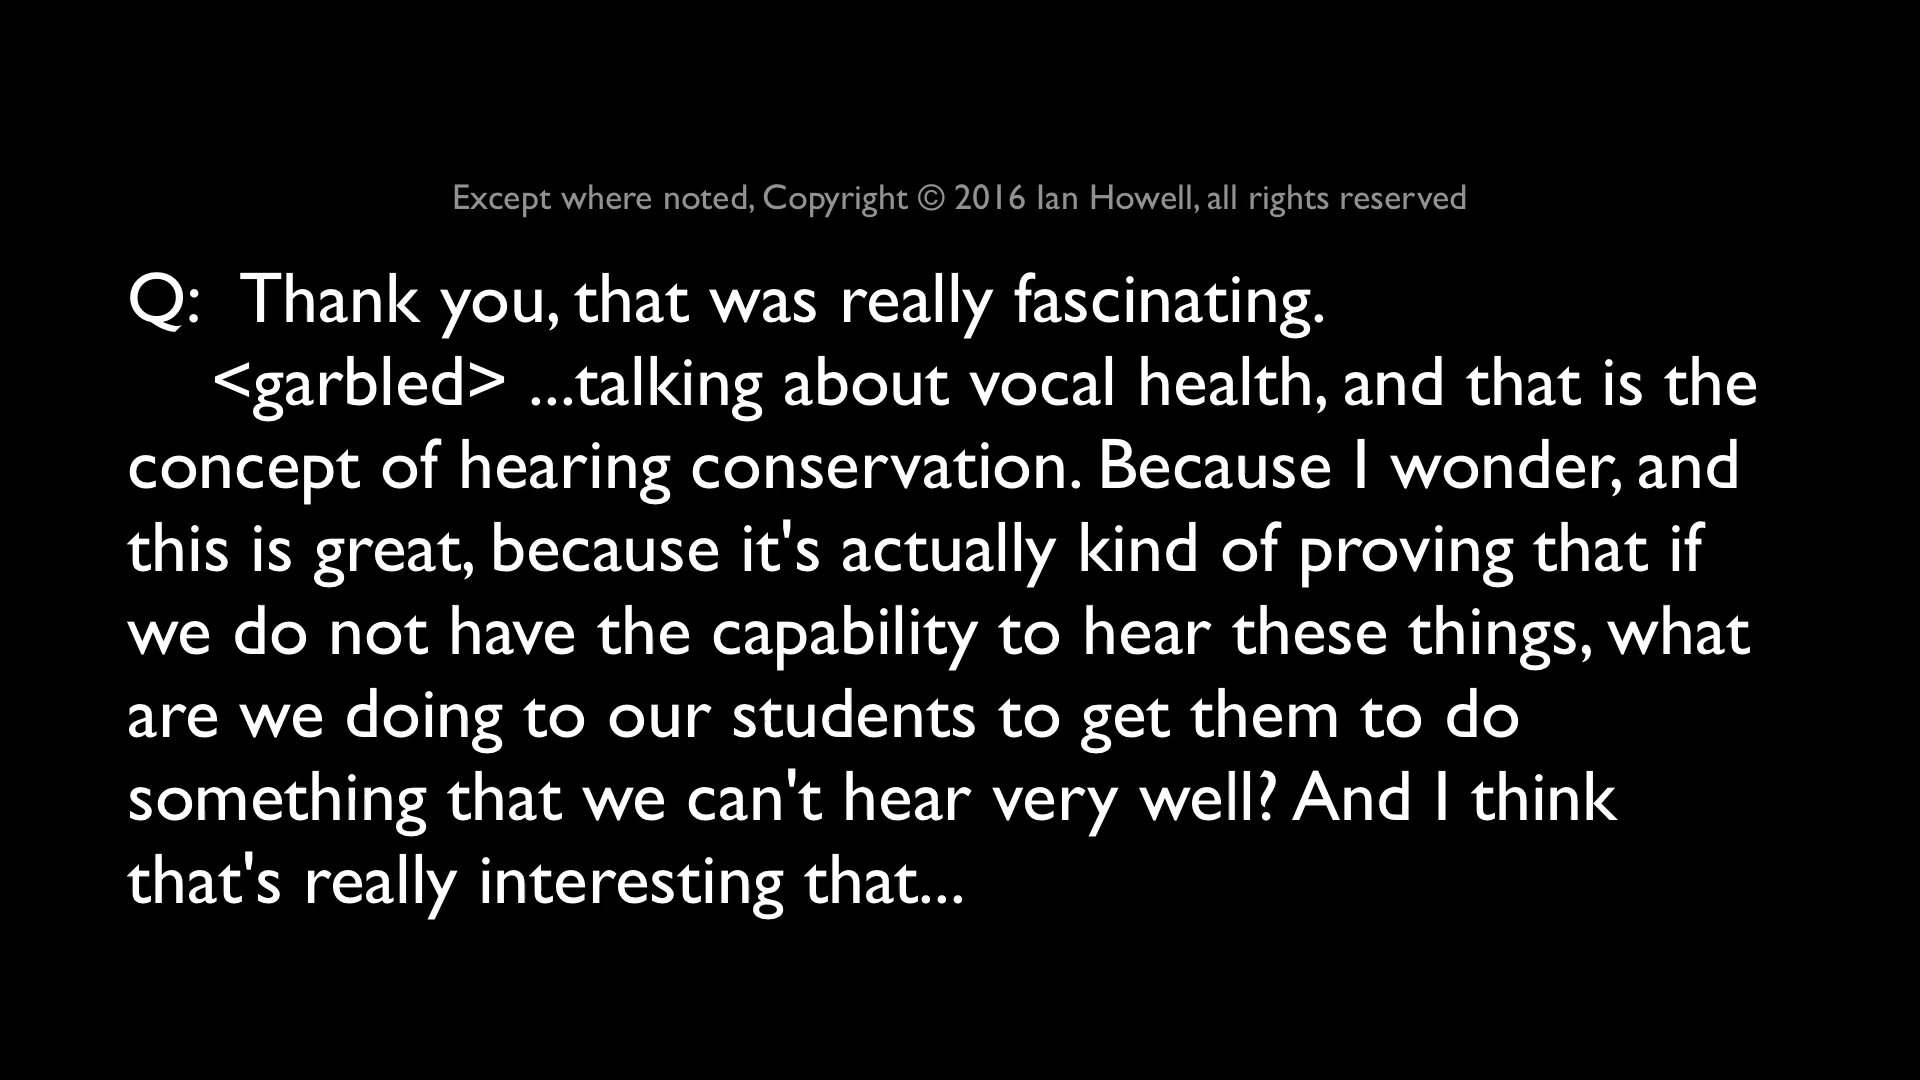 Except where noted, Copyright © 2016 Ian Howell, all rights reserved
Q:  Thank you, that was really fascinating.
<garbled> ...talking about vocal health, and that is the
concept of hearing conservation. Because I wonder, and
this is great, because it's actually kind of proving that if
we do not have the capability to hear these things, what
are we doing to our students to get them to do
something that we can't hear very well? And I think
that's really interesting that...